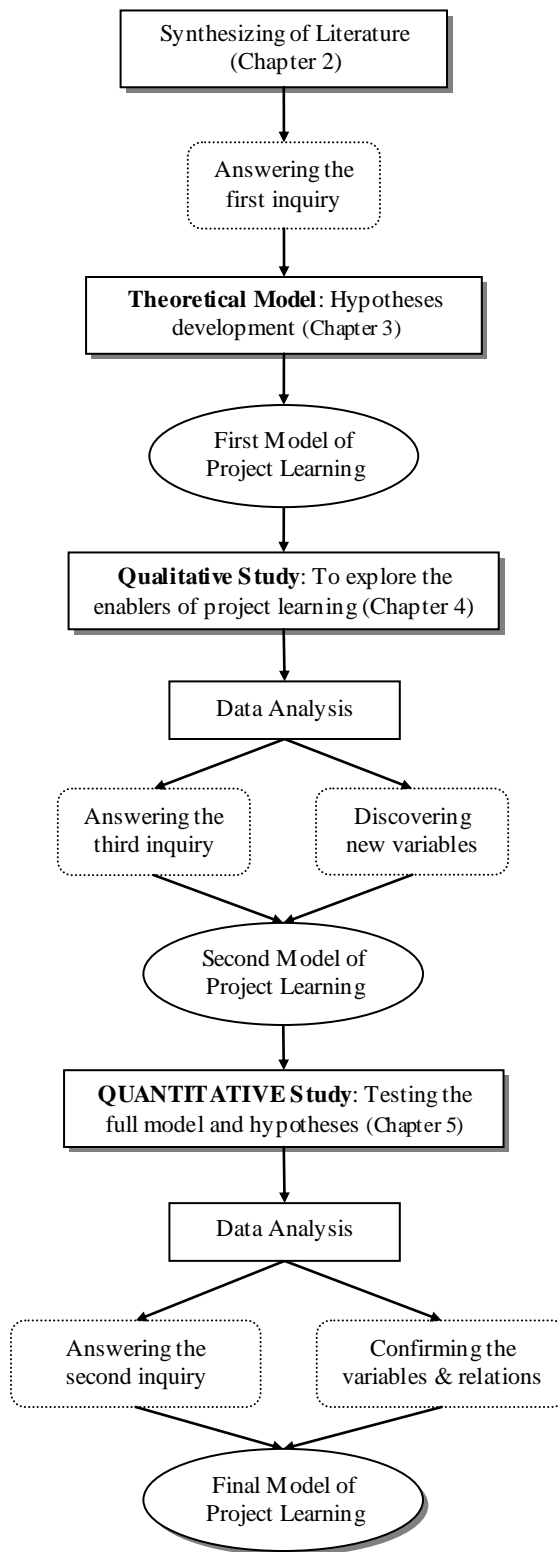 Synthesizing of Literature
(Chapter 2)
Answering the
first inquiry
Theoretical Model: Hypotheses
development (Chapter 3)
First Model of
Project Learning
Qualitative Study: To explore the
enablers of project learning (Chapter 4)
Data Analysis
Answering the
third inquiry
Discovering
new variables
Second Model of
Project Learning
QUANTITATIVE Study: Testing the
full model and hypotheses (Chapter 5)
Data Analysis
Answering the
second inquiry
Confirming the
variables & relations
Final Model of
Project Learning